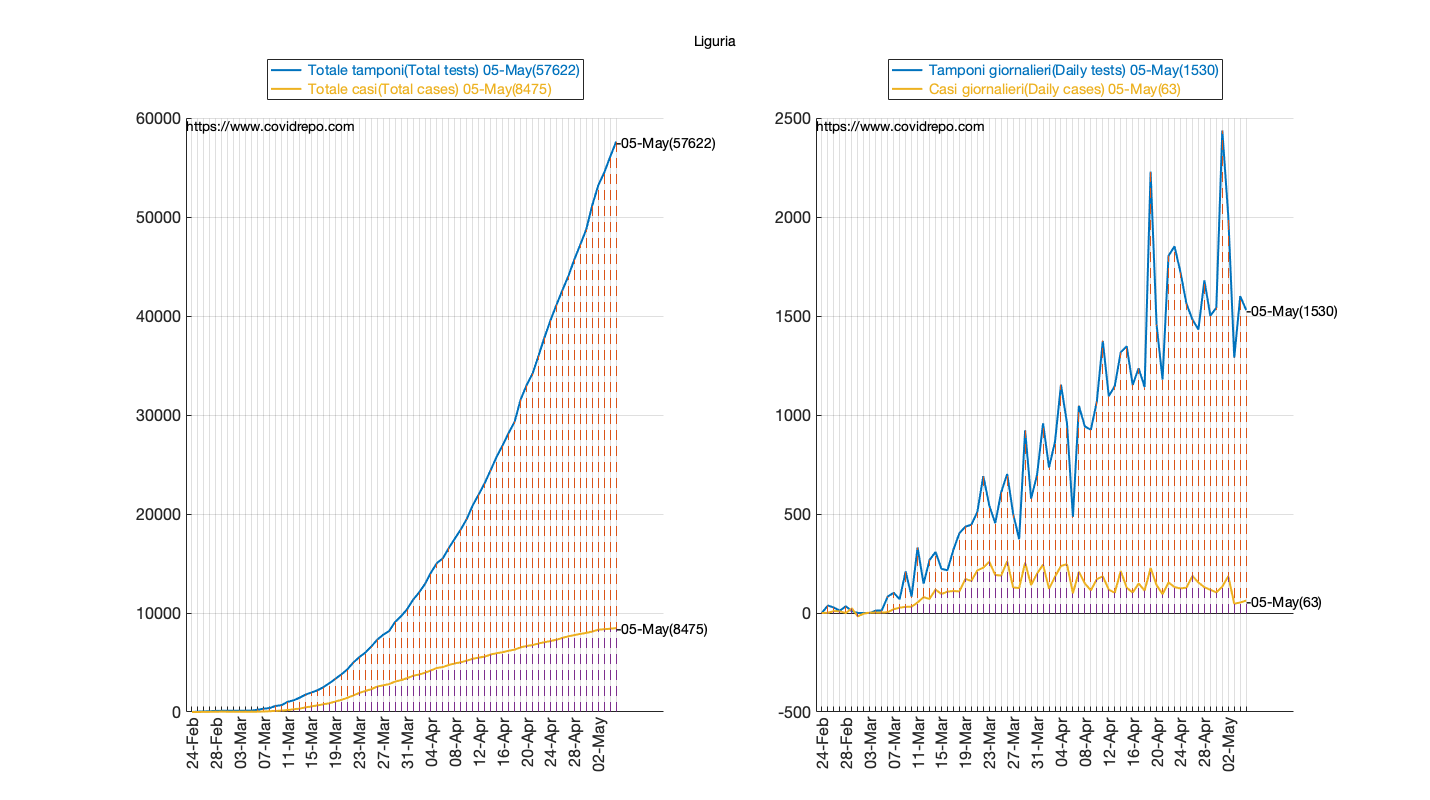 Liguria
Totale tamponi(Total tests) 05-May(57622)
Totale casi(Total cases) 05-May(8475)
60000
50000
40000
30000
20000
10000
0
https://www.covidrepo.com
05-May(57622)
05-May(8475)
24-Feb
28-Feb
03-Mar
07-Mar
11-Mar
15-Mar
19-Mar
23-Mar
27-Mar
31-Mar
04-Apr
08-Apr
12-Apr
16-Apr
20-Apr
24-Apr
28-Apr
02-May
Tamponi giornalieri(Daily tests) 05-May(1530)
Casi giornalieri(Daily cases) 05-May(63)
2500
2000
1500
1000
500
0
-500
https://www.covidrepo.com
05-May(1530)
05-May(63)
24-Feb
28-Feb
03-Mar
07-Mar
11-Mar
15-Mar
19-Mar
23-Mar
27-Mar
31-Mar
04-Apr
08-Apr
12-Apr
16-Apr
20-Apr
24-Apr
28-Apr
02-May